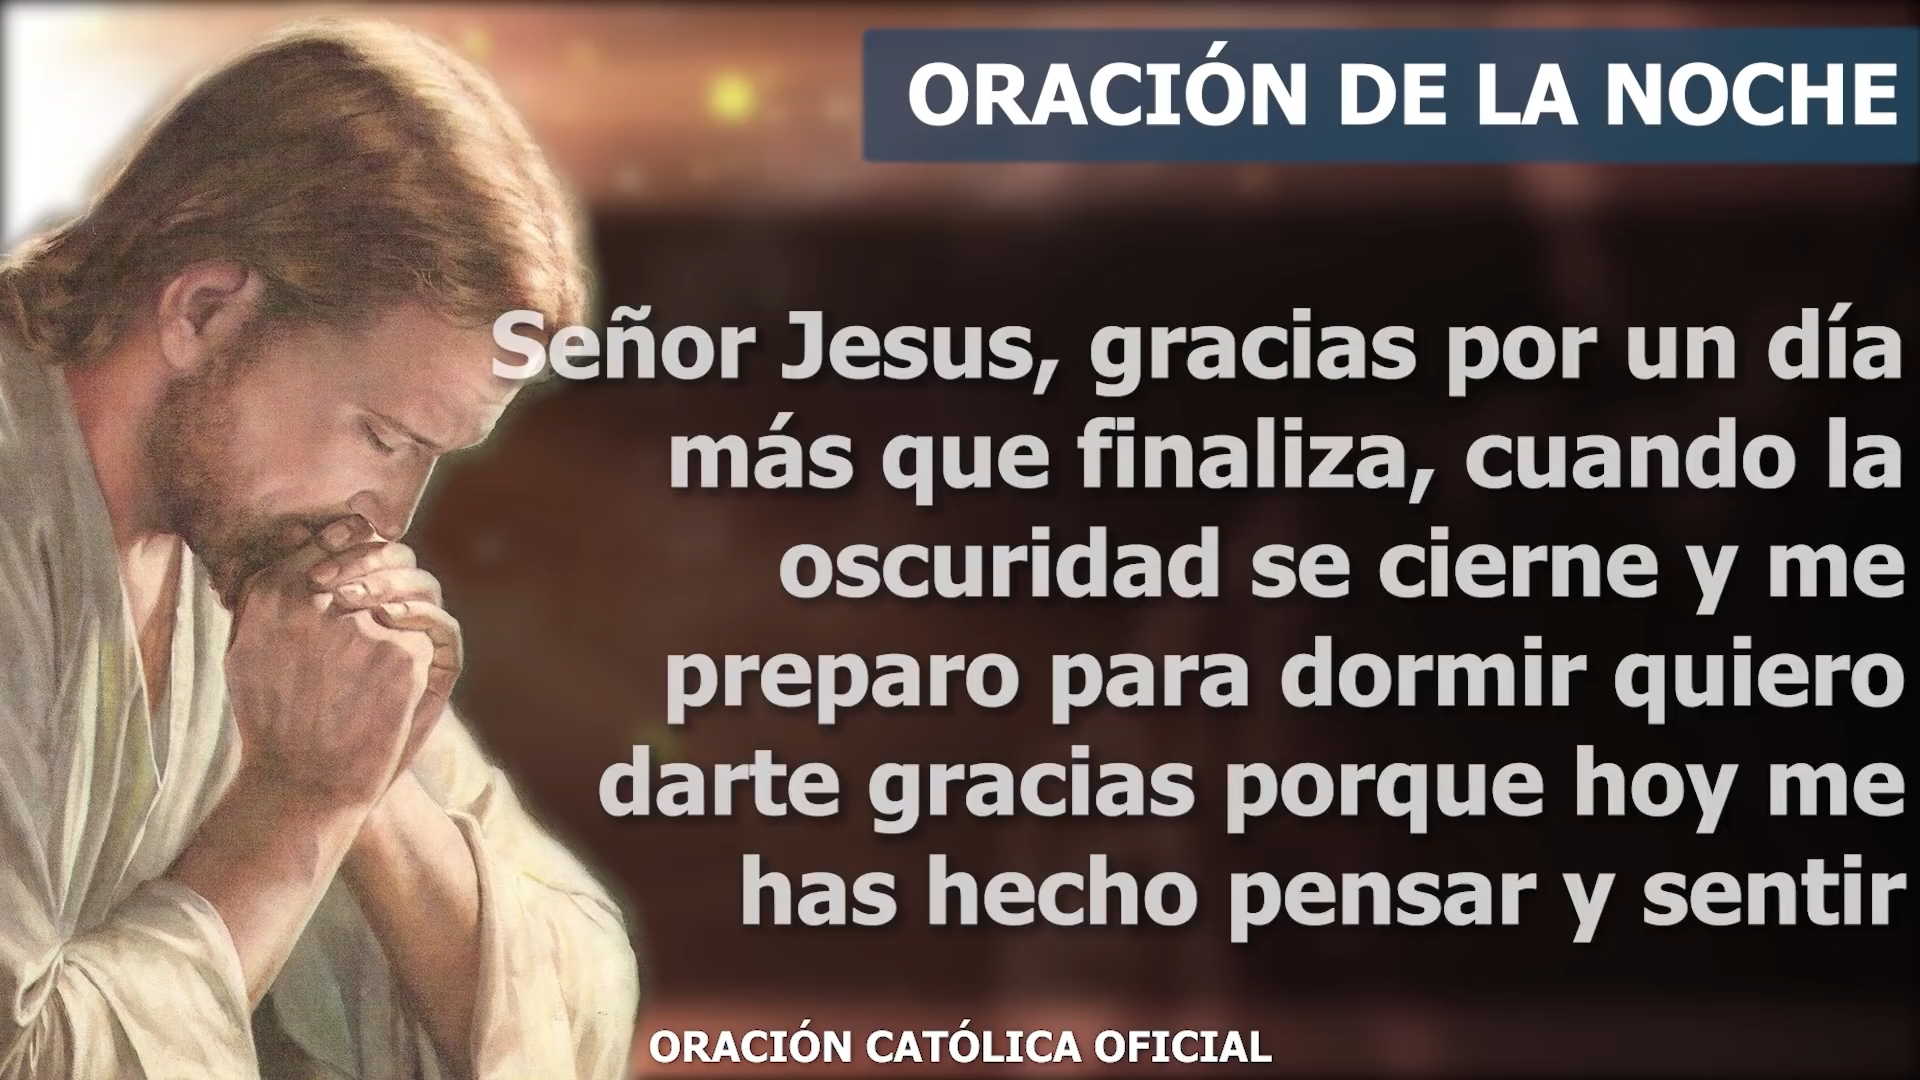 ORACIÓN DE LA NOCHE
Señor Jesus, gracias por un día
más que finaliza, cuando la
oscuridad se cierne y me
preparo para dormir quiero
darte gracias porque hoy me
has hecho pensar y sentir
ORACIÓN CATÓLICA OFICIAL